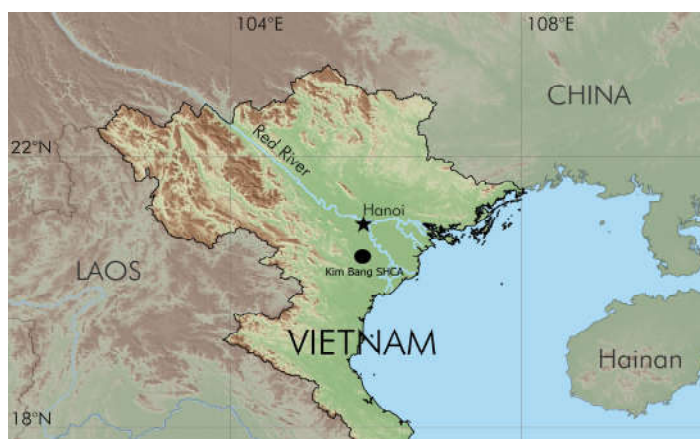 104°E
108°E
CHINA
22°N
Red River
Hanoi
Kim Bang SHCA
LAOS
VIETNAM
Hainan
18°N